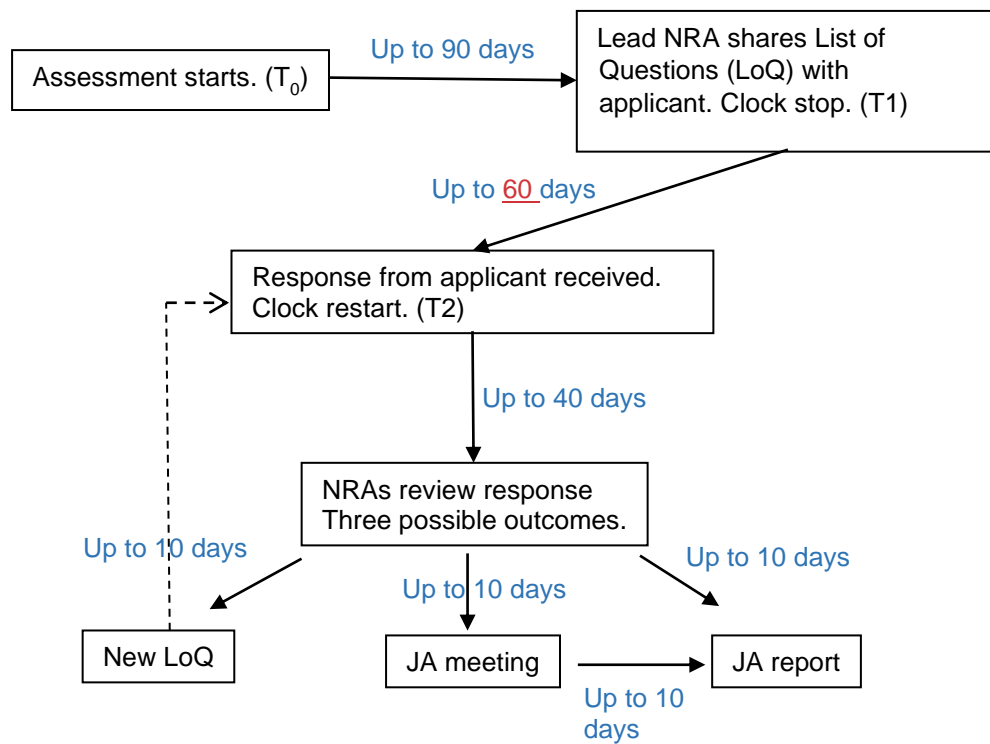 Up to 90 days
Assessment starts. (T0)
Lead NRA shares List of
Questions (LoQ) with
applicant. Clock stop. (T1)
Up to 60 days
Response from applicant received.
Clock restart. (T2)
Up to 40 days
NRAs review response
Three possible outcomes.
Up to 10 days
Up to 10 days
Up to 10 days
New LoQ
JA meeting
JA report
Up to 10
days